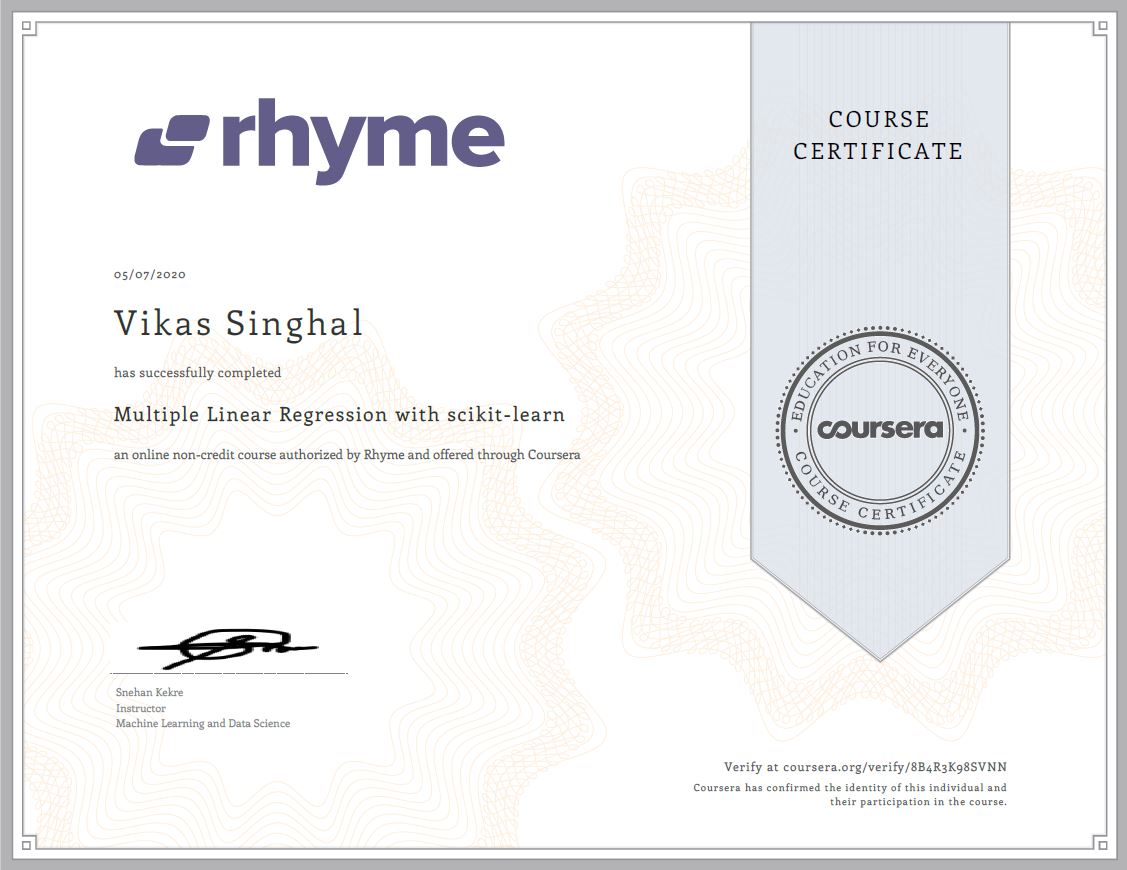 rhyme
COURSE
CERTIFICATE
05/07/2020
Vikas Singhal
has successfully completed
Multiple Linear Regression with scikit-learn
an online non-credit course authorized by Rhyme and offered through Coursera
EDUCATION FOR EVERYONE
coursera
COURSE CERTIFICATE
Snehan Kekre
Instructor
Machine Learning and Data Science
Verify at coursera.org/verify/8B4R3K98SVNN
Coursera has confirmed the identity of this individual and
their participation in the course.